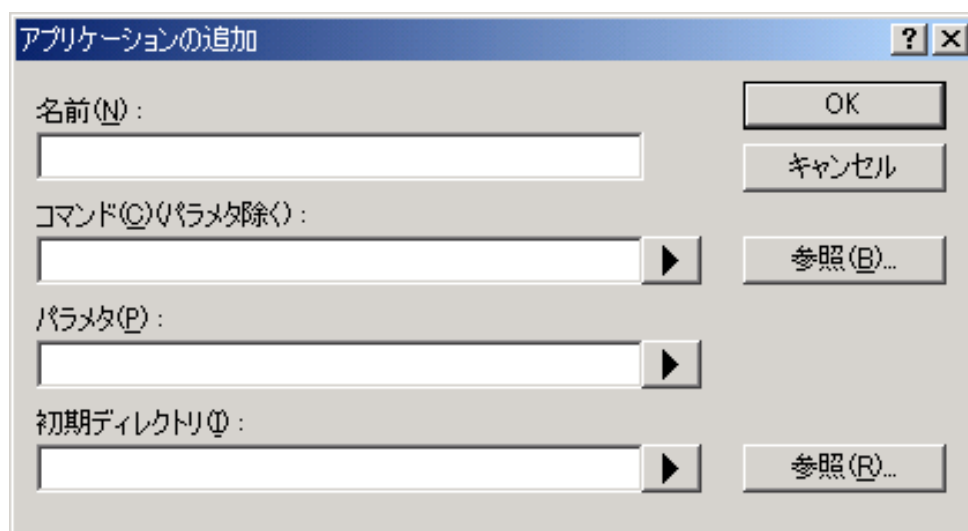 アプリケーションの追加
名前(N) :
OK
キャンセル
コマンド(C)(パラメタ除く) :
参照(B)...
パラメタ(P) :
初期ディレクトリ(I) :
参照(R)...